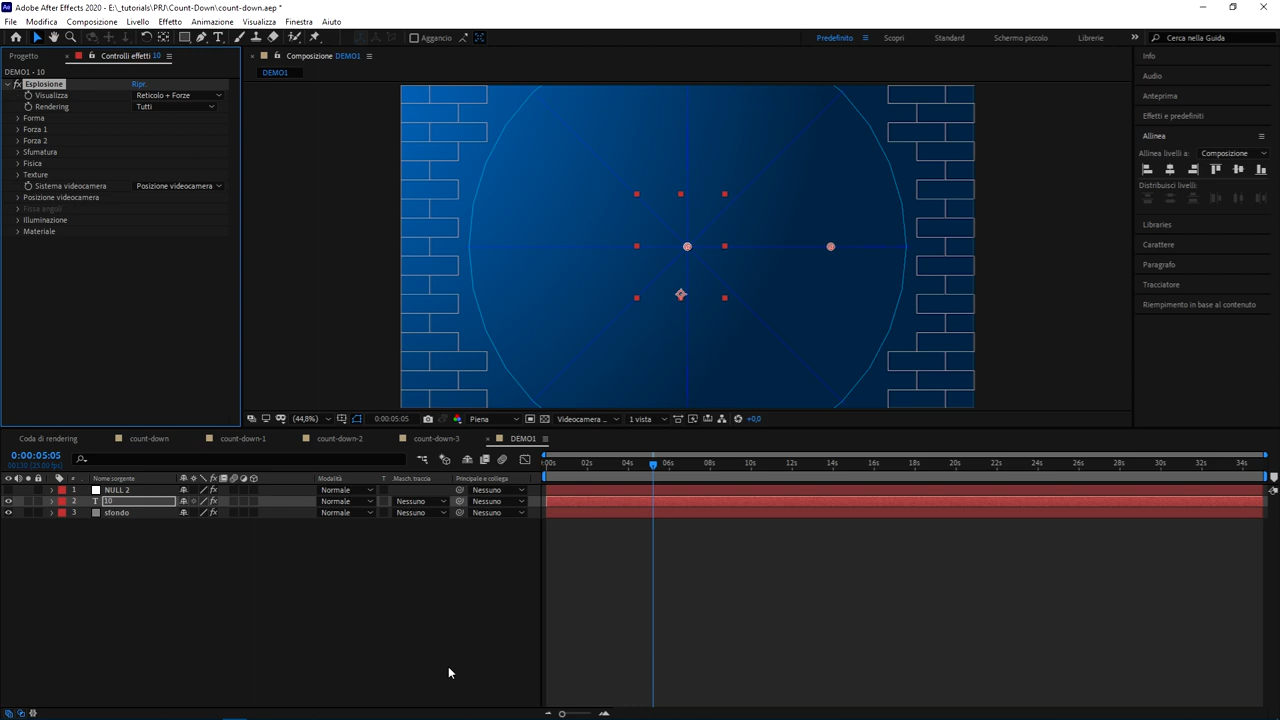 Adobe After Effects 2020 - E:\_tutorials\PRJ\Count-Down\count-down.aep *
File Modifica Composizione Livello Effetto Animazione Visualizza Finestra Aiuto
Aggancio Predefinito Scopri Standard Schermo piccolo Librerie Cerca nella Guida
Progetto Controlli effetti 10 Composizione DEMO1 Info
DEMO1 - 10 DEMO1
Audio
Esplosione Ripr.
Visualizza Reticolo + Forze
Anteprima
Rendering Tutti
Effetti e predefiniti
Forma
Forza 1
Allinea
Forza 2
Sfumatura
Allinea livelli a: Composizione
Fisica
Texture
Sistema videocamera Posizione videocamera
Distribuisci livelli:
Posizione videocamera
Fissa angoli
Illuminazione
Librerie
Materiale
Carattere
Paragrafo
Tracciatore
Riempimento in base al contenuto
(44,8%) 0:00:05:05 Piena Videocamera ... 1 vista +0,0
Coda di rendering count-down count-down-1 count-down-2 count-down-3 DEMO1
0:00:05:05
00130 (25.00 fps)
:00s 02s 04s 06s 08s 10s 12s 14s 16s 18s 20s 22s 24s 26s 28s 30s 32s 34s
# Nome sorgente Modalità T Masch. traccia Principale e collega
1 NULL 2 Normale Nessuno
2 T 10 Normale Nessuno Nessuno
3 sfondo Normale Nessuno Nessuno